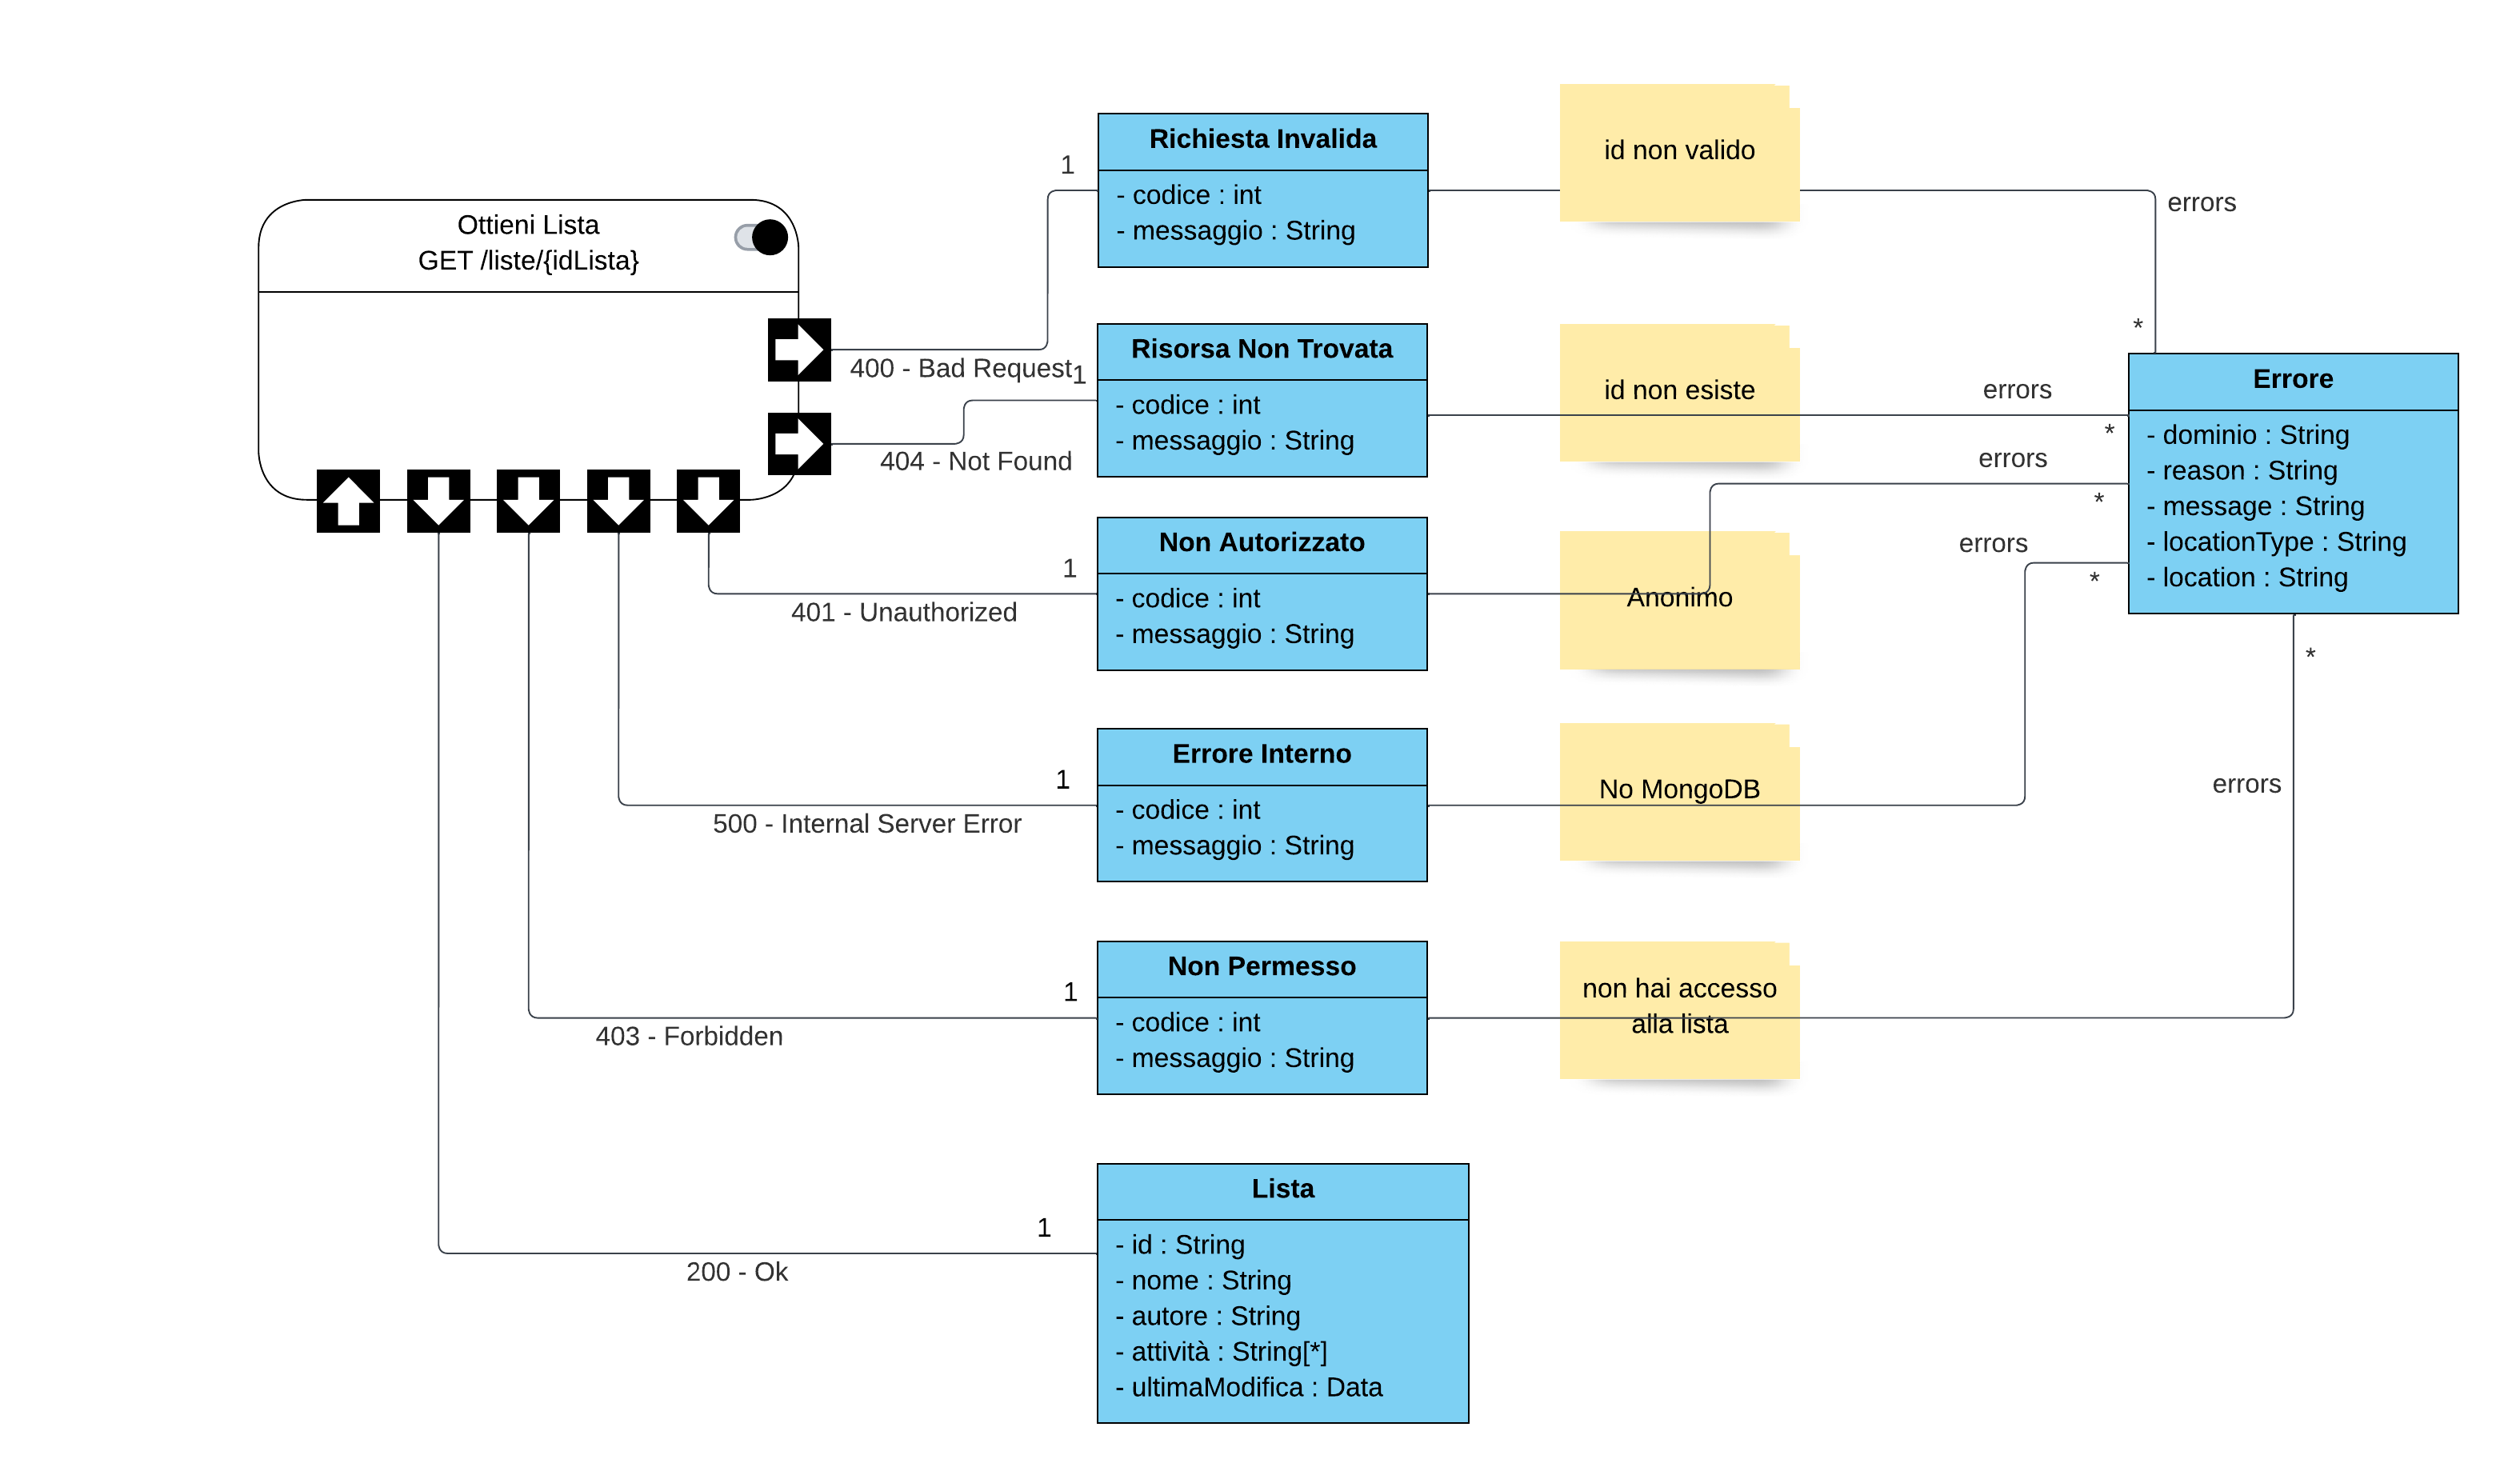 Ottieni Lista
GET /liste/{idLista}
400 - Bad Request
404 - Not Found
401 - Unauthorized
500 - Internal Server Error
403 - Forbidden
200 - Ok
1
Richiesta Invalida
- codice : int
- messaggio : String
1
Risorsa Non Trovata
- codice : int
- messaggio : String
1
Non Autorizzato
- codice : int
- messaggio : String
1
Errore Interno
- codice : int
- messaggio : String
1
Non Permesso
- codice : int
- messaggio : String
1
Lista
- id : String
- nome : String
- autore : String
- attività : String[*]
- ultimaModifica : Data
id non valido
id non esiste
Anonimo
No MongoDB
non hai accesso
alla lista
errors
*
errors
*
errors
*
errors
*
*
errors
Errore
- dominio : String
- reason : String
- message : String
- locationType : String
- location : String